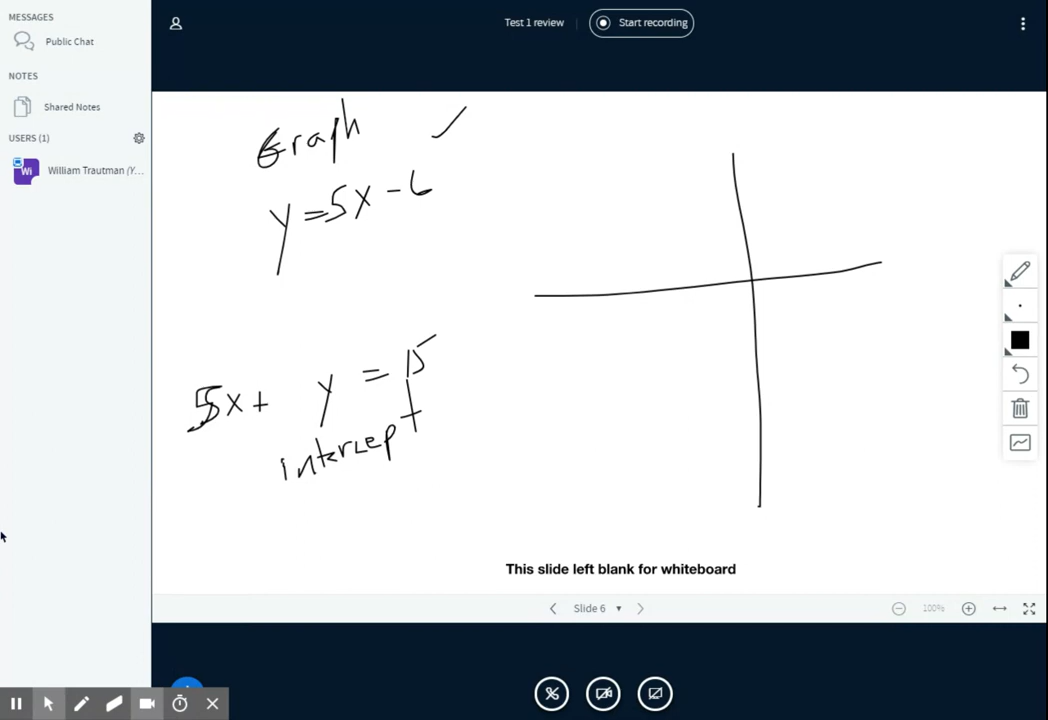 MESSAGES
Public Chat
NOTES
Shared Notes
USERS (1)
Wi
William Trautman (Y...
Test 1 review
Start recording
Graph
y = 5x - 6
5x + y = 15
intercept
This slide left blank for whiteboard
Slide 6
100%